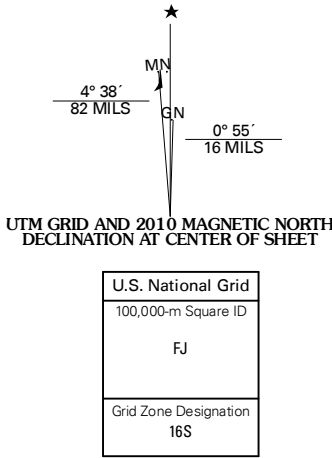 ★
MN
4° 38´
82 MILS
GN
0° 55´
16 MILS
UTM GRID AND 2010 MAGNETIC NORTH
DECLINATION AT CENTER OF SHEET
U.S. National Grid
100,000-m Square ID
FJ
Grid Zone Designation
16S